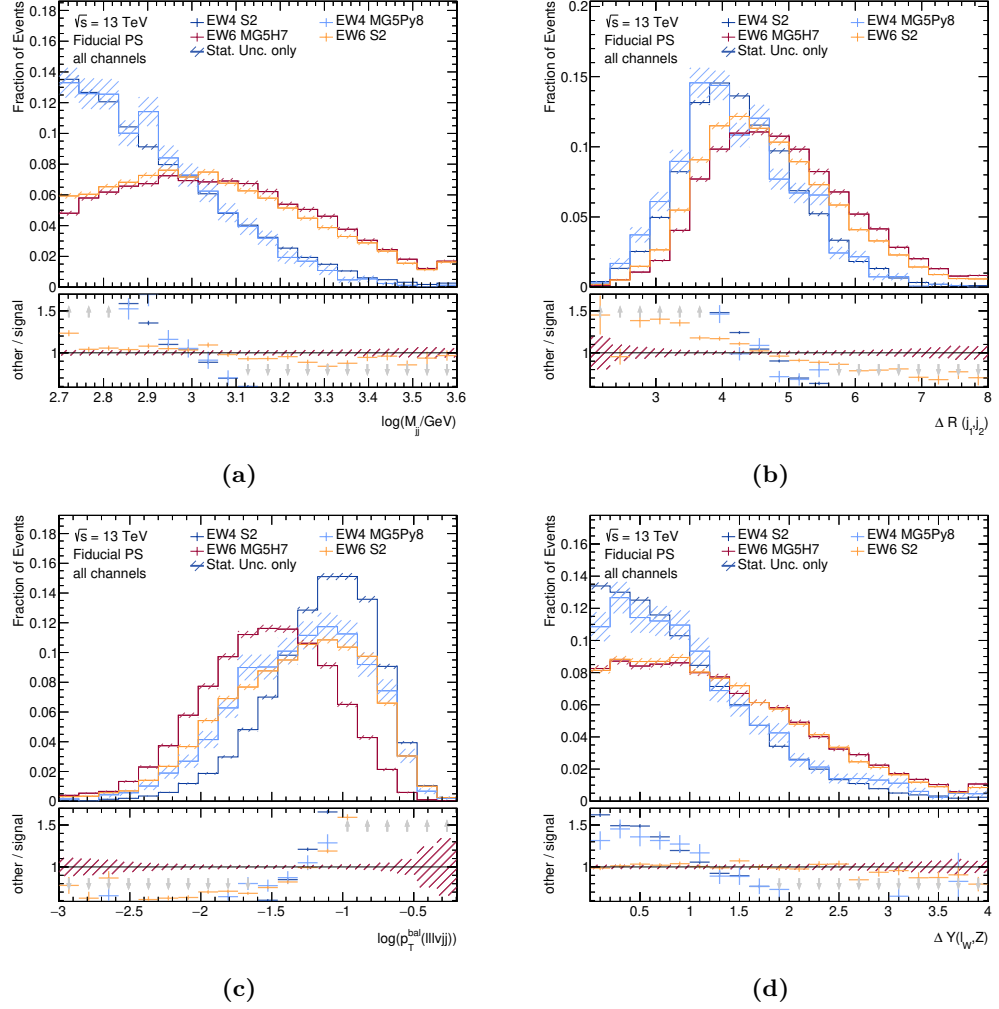 √s = 13 TeV
Fiducial PS
all channels
EW4 S2
EW4 MG5Py8
EW6 MG5H7
EW6 S2
Stat. Unc. only
Fraction of Events
0.18
0.16
0.14
0.12
0.1
0.08
0.06
0.04
0.02
0
other / signal
1.5
1
2.7 2.8 2.9 3 3.1 3.2 3.3 3.4 3.5 3.6
log(M_jj/GeV)
(a)
√s = 13 TeV
Fiducial PS
all channels
EW4 S2
EW4 MG5Py8
EW6 MG5H7
EW6 S2
Stat. Unc. only
Fraction of Events
0.2
0.15
0.1
0.05
other / signal
1.5
1
3 4 5 6 7 8
Δ R (j_1,j_2)
(b)
√s = 13 TeV
Fiducial PS
all channels
EW4 S2
EW4 MG5Py8
EW6 MG5H7
EW6 S2
Stat. Unc. only
Fraction of Events
0.18
0.16
0.14
0.12
0.1
0.08
0.06
0.04
0.02
0
other / signal
1.5
1
−3 −2.5 −2 −1.5 −1 −0.5
log(p_T^bal(lllνjj))
(c)
√s = 13 TeV
Fiducial PS
all channels
EW4 S2
EW4 MG5Py8
EW6 MG5H7
EW6 S2
Stat. Unc. only
Fraction of Events
0.16
0.14
0.12
0.1
0.08
0.06
0.04
0.02
0
other / signal
1.5
1
0.5 1 1.5 2 2.5 3 3.5 4
Δ Y(l_W,Z)
(d)